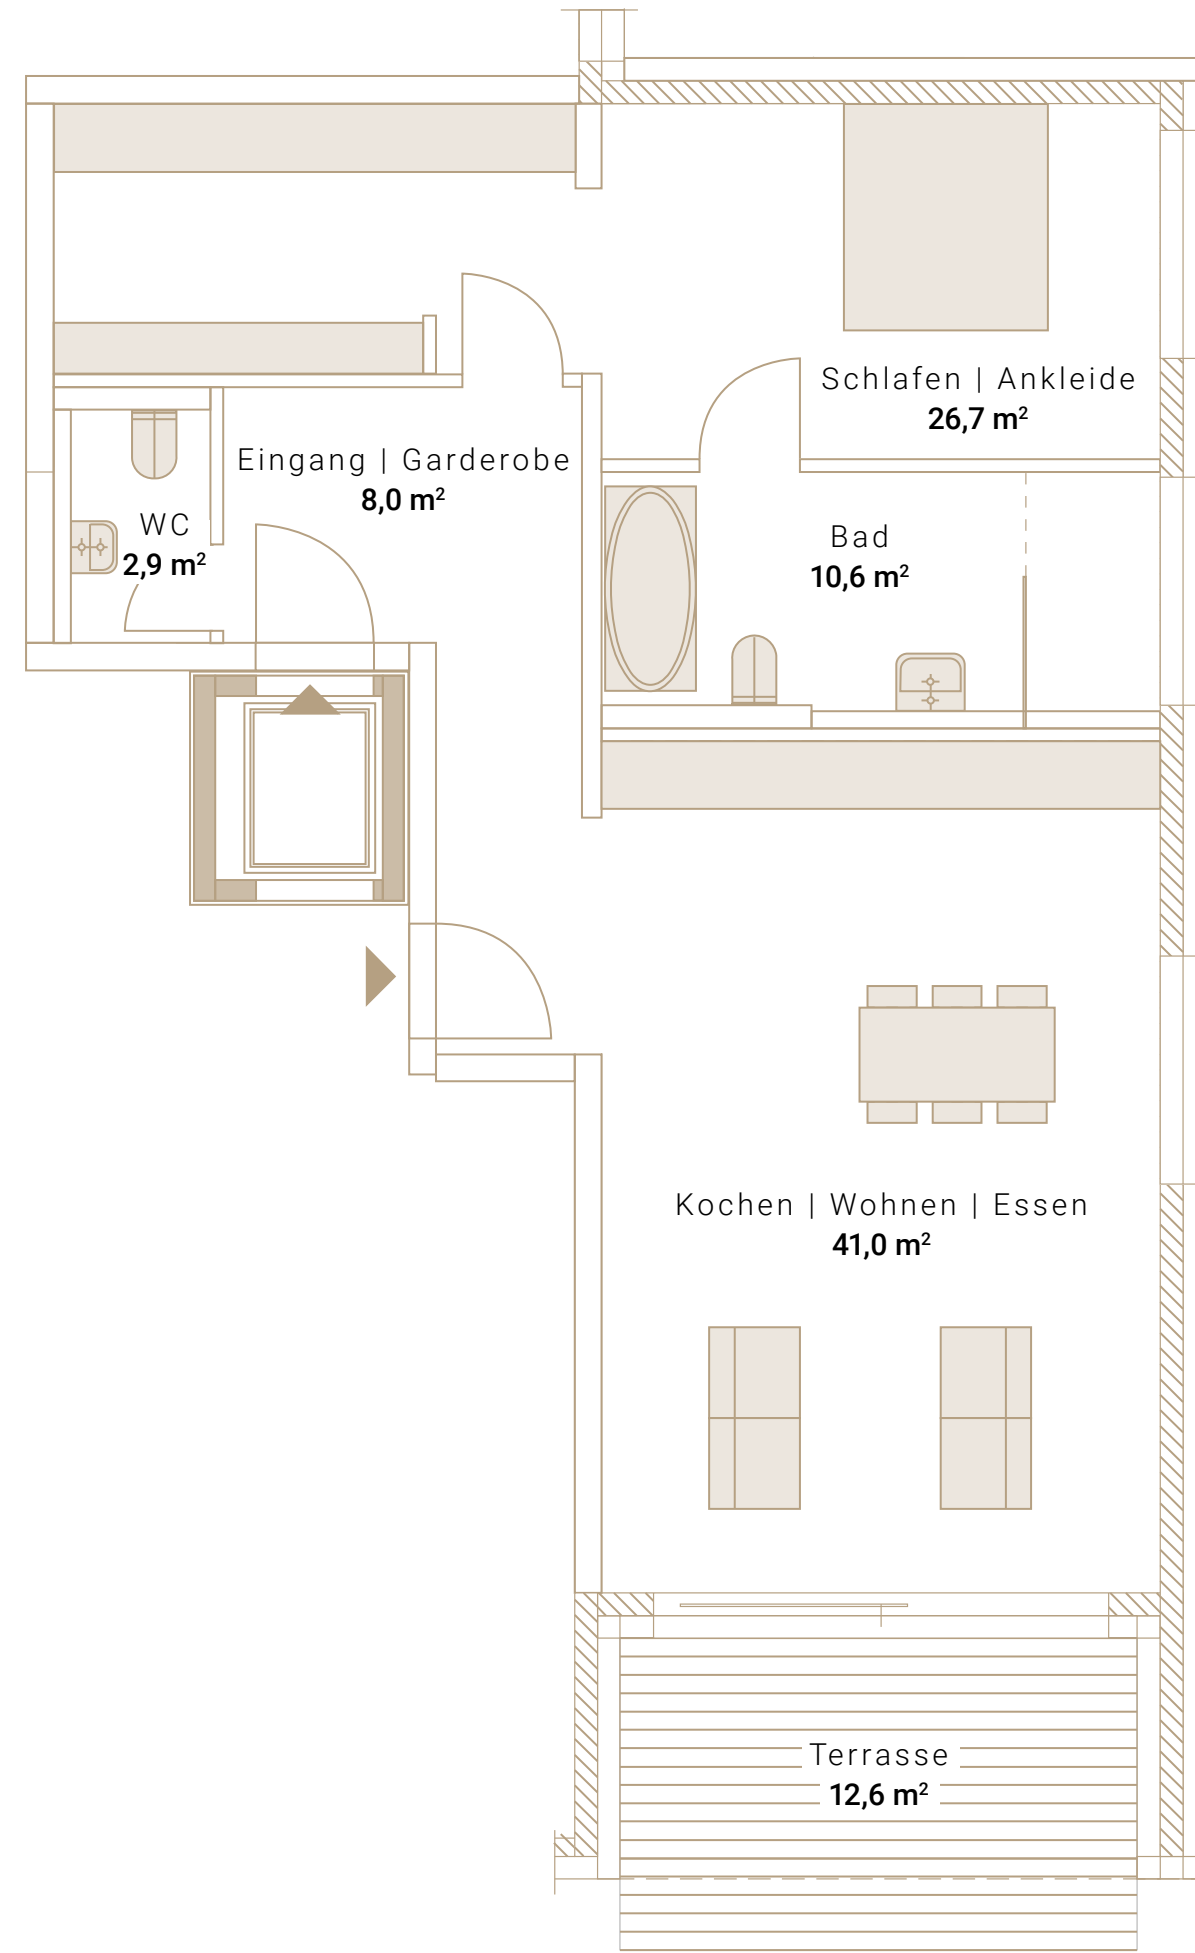 Schlafen | Ankleide
26,7 m²
Eingang | Garderobe
8,0 m²
WC
2,9 m²
Bad
10,6 m²
Kochen | Wohnen | Essen
41,0 m²
Terrasse
12,6 m²